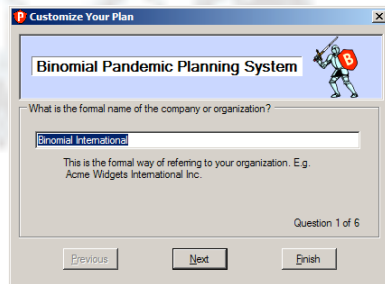 Customize Your Plan
Binomial Pandemic Planning System
B
What is the formal name of the company or organization?
Binomial International
This is the formal way of referring to your organization. E.g.
Acme Widgets International Inc.
Question 1 of 6
Previous Next Finish